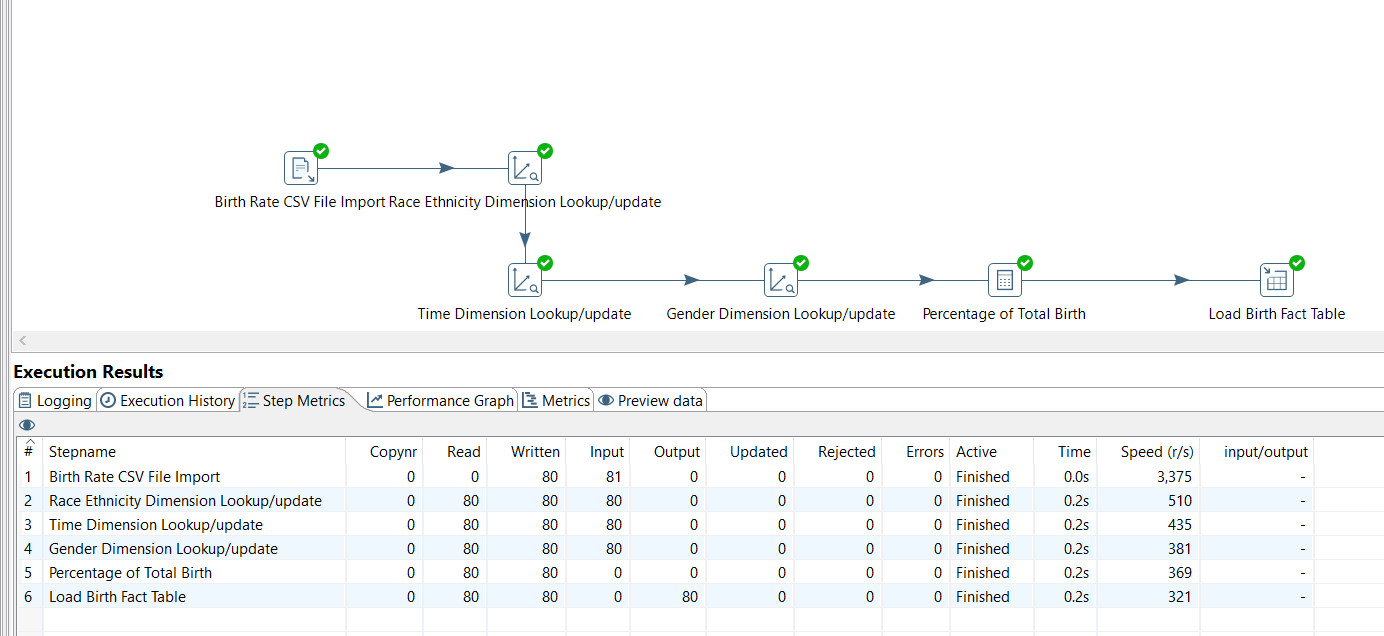 Birth Rate CSV File Import Race Ethnicity Dimension Lookup/update
Time Dimension Lookup/update Gender Dimension Lookup/update Percentage of Total Birth Load Birth Fact Table
Execution Results
Logging Execution History Step Metrics Performance Graph Metrics Preview data
# Stepname Copynr Read Written Input Output Updated Rejected Errors Active Time Speed (r/s) input/output
1 Birth Rate CSV File Import 0 0 80 81 0 0 0 0 Finished 0.0s 3,375 -
2 Race Ethnicity Dimension Lookup/update 0 80 80 80 0 0 0 0 Finished 0.2s 510 -
3 Time Dimension Lookup/update 0 80 80 80 0 0 0 0 Finished 0.2s 435 -
4 Gender Dimension Lookup/update 0 80 80 80 0 0 0 0 Finished 0.2s 381 -
5 Percentage of Total Birth 0 80 80 0 0 0 0 0 Finished 0.2s 369 -
6 Load Birth Fact Table 0 80 80 0 80 0 0 0 Finished 0.2s 321 -